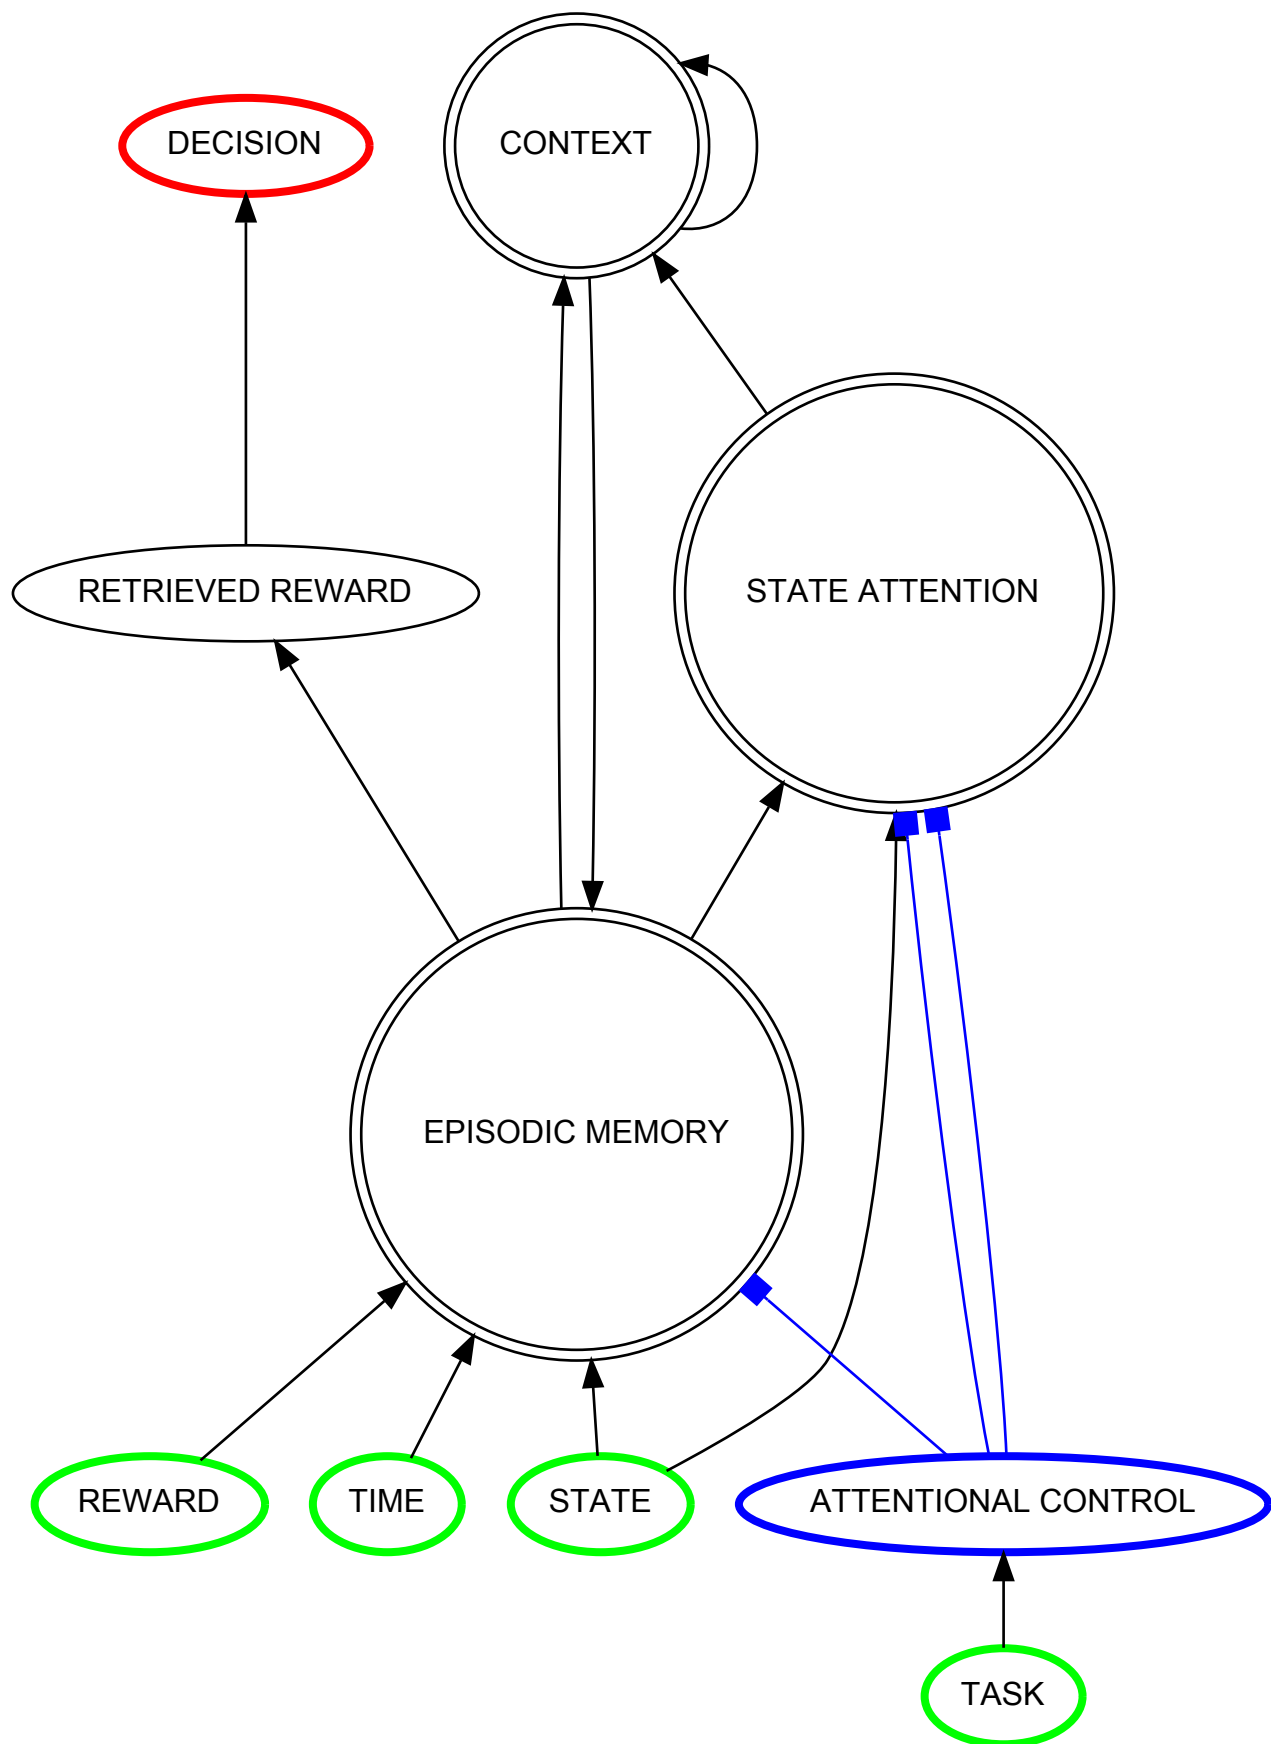 DECISION
CONTEXT
RETRIEVED REWARD
STATE ATTENTION
EPISODIC MEMORY
REWARD
TIME
STATE
ATTENTIONAL CONTROL
TASK